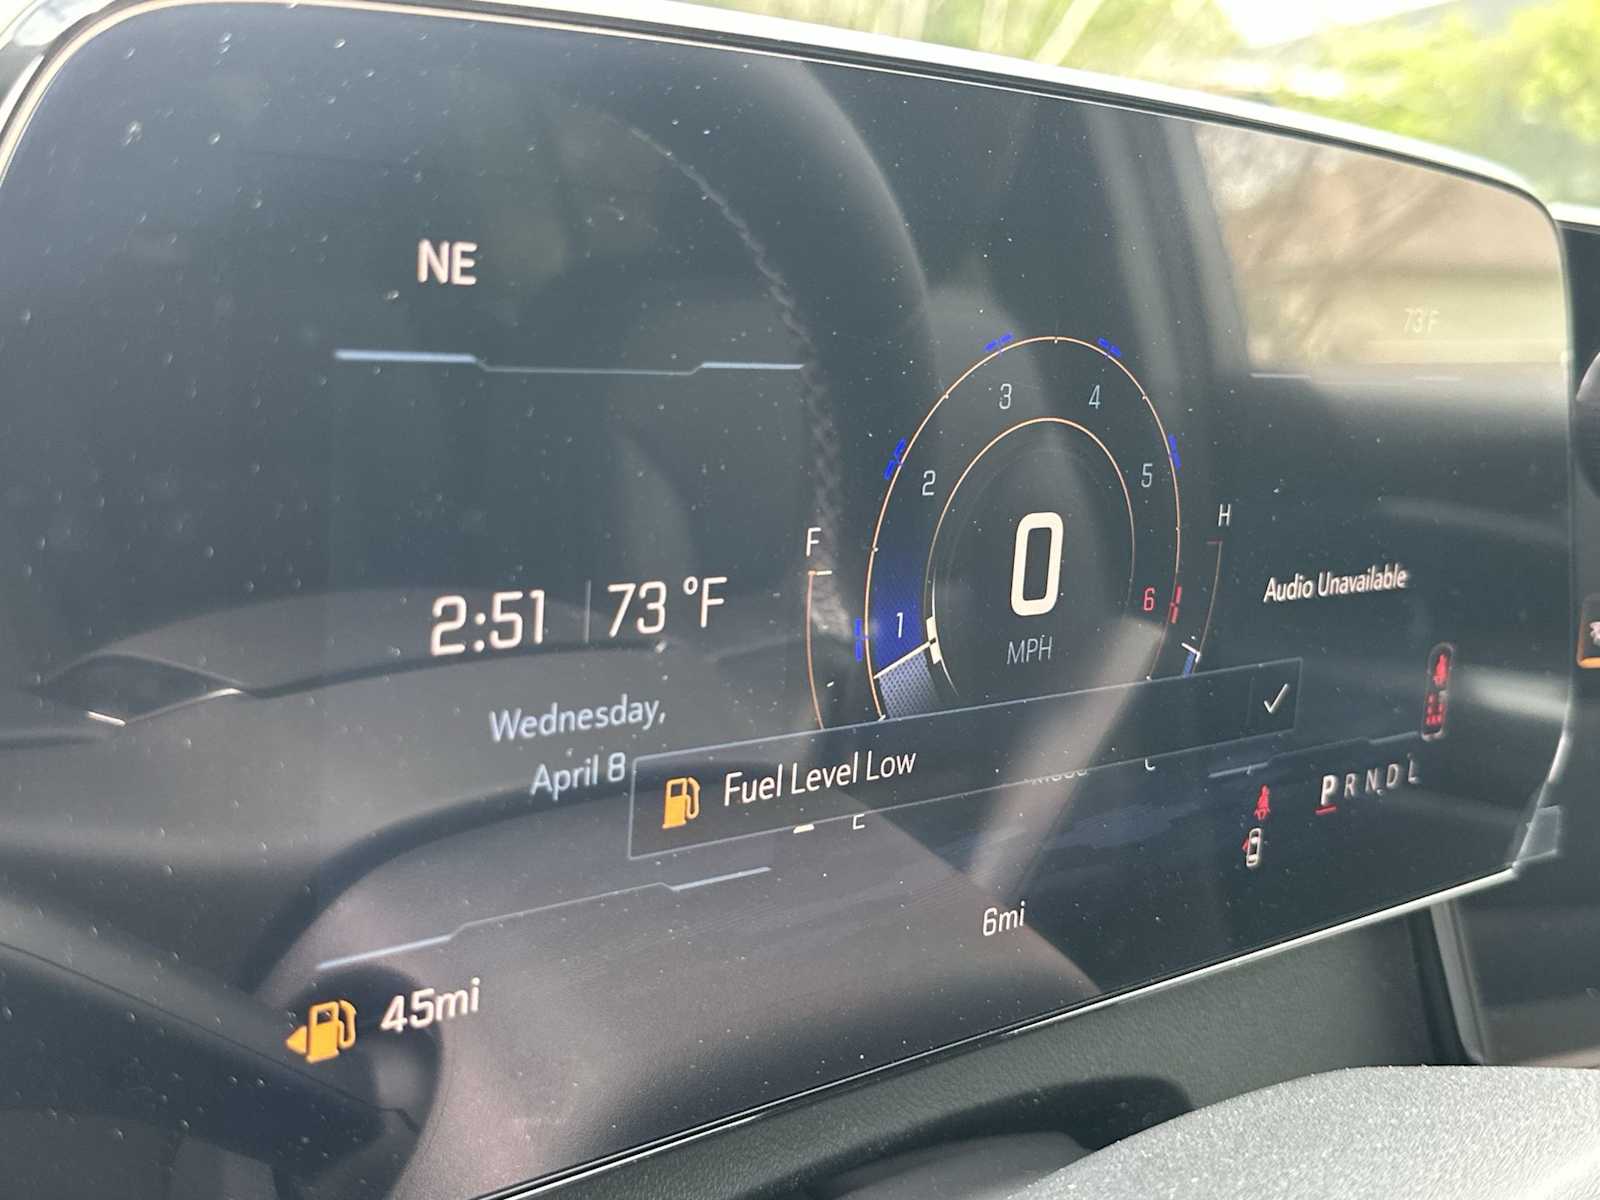 NE
73°F
3 4
2 5
F H
0
2:51 73 °F
Audio Unavailable
1 6
MPH
Wednesday,
April 8
Fuel Level Low
P R N D L
E
6mi
45mi